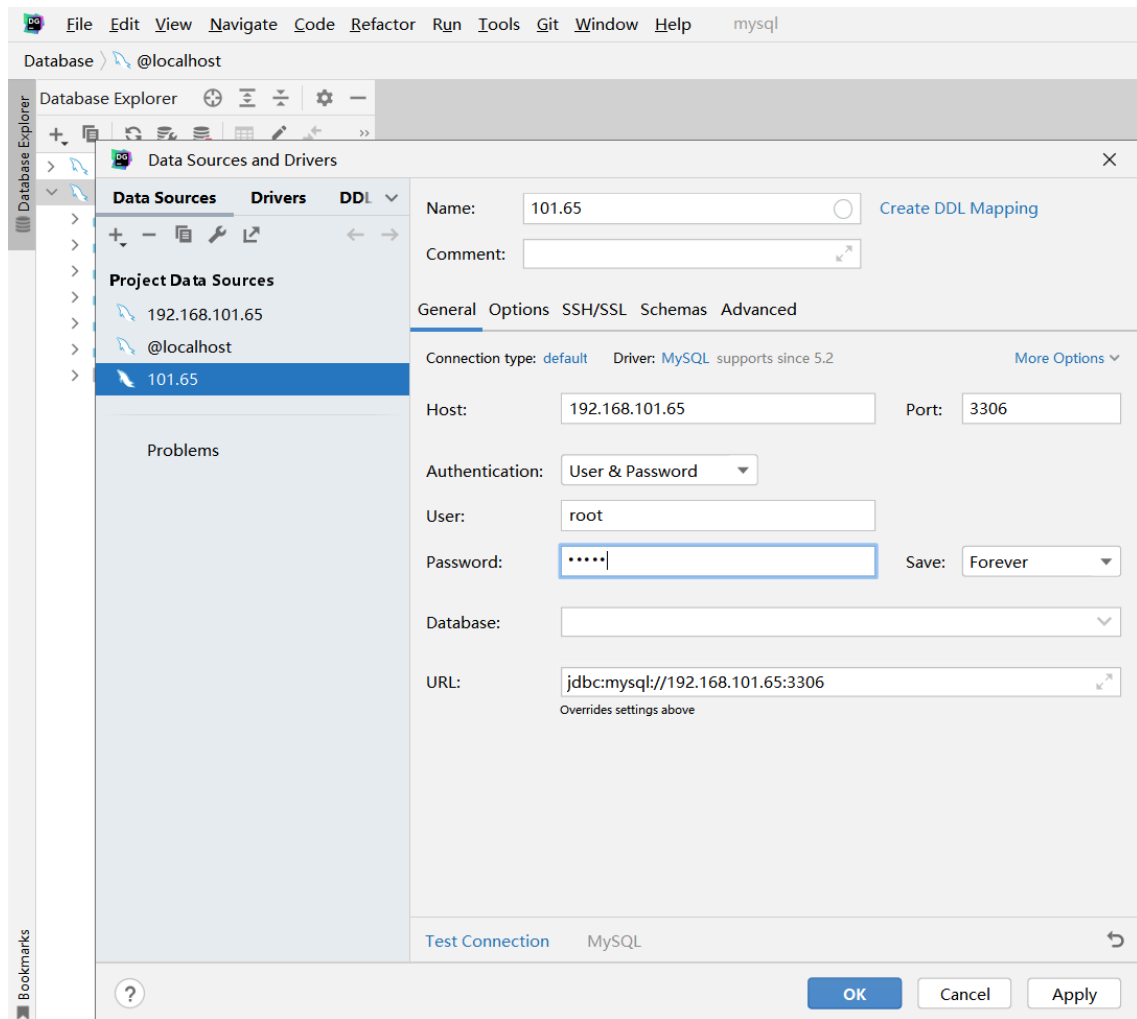 DG File Edit View Navigate Code Refactor Run Tools Git Window Help mysql
Database @localhost
Database Explorer
Database Explorer
DG Data Sources and Drivers
Data Sources Drivers DDL
Project Data Sources
192.168.101.65
@localhost
101.65
Problems
Name: 101.65 Create DDL Mapping
Comment:
General Options SSH/SSL Schemas Advanced
Connection type: default Driver: MySQL supports since 5.2 More Options
Host: 192.168.101.65 Port: 3306
Authentication: User & Password
User: root
Password: ••••• Save: Forever
Database:
URL: jdbc:mysql://192.168.101.65:3306
Overrides settings above
Test Connection MySQL
? OK Cancel Apply
Bookmarks